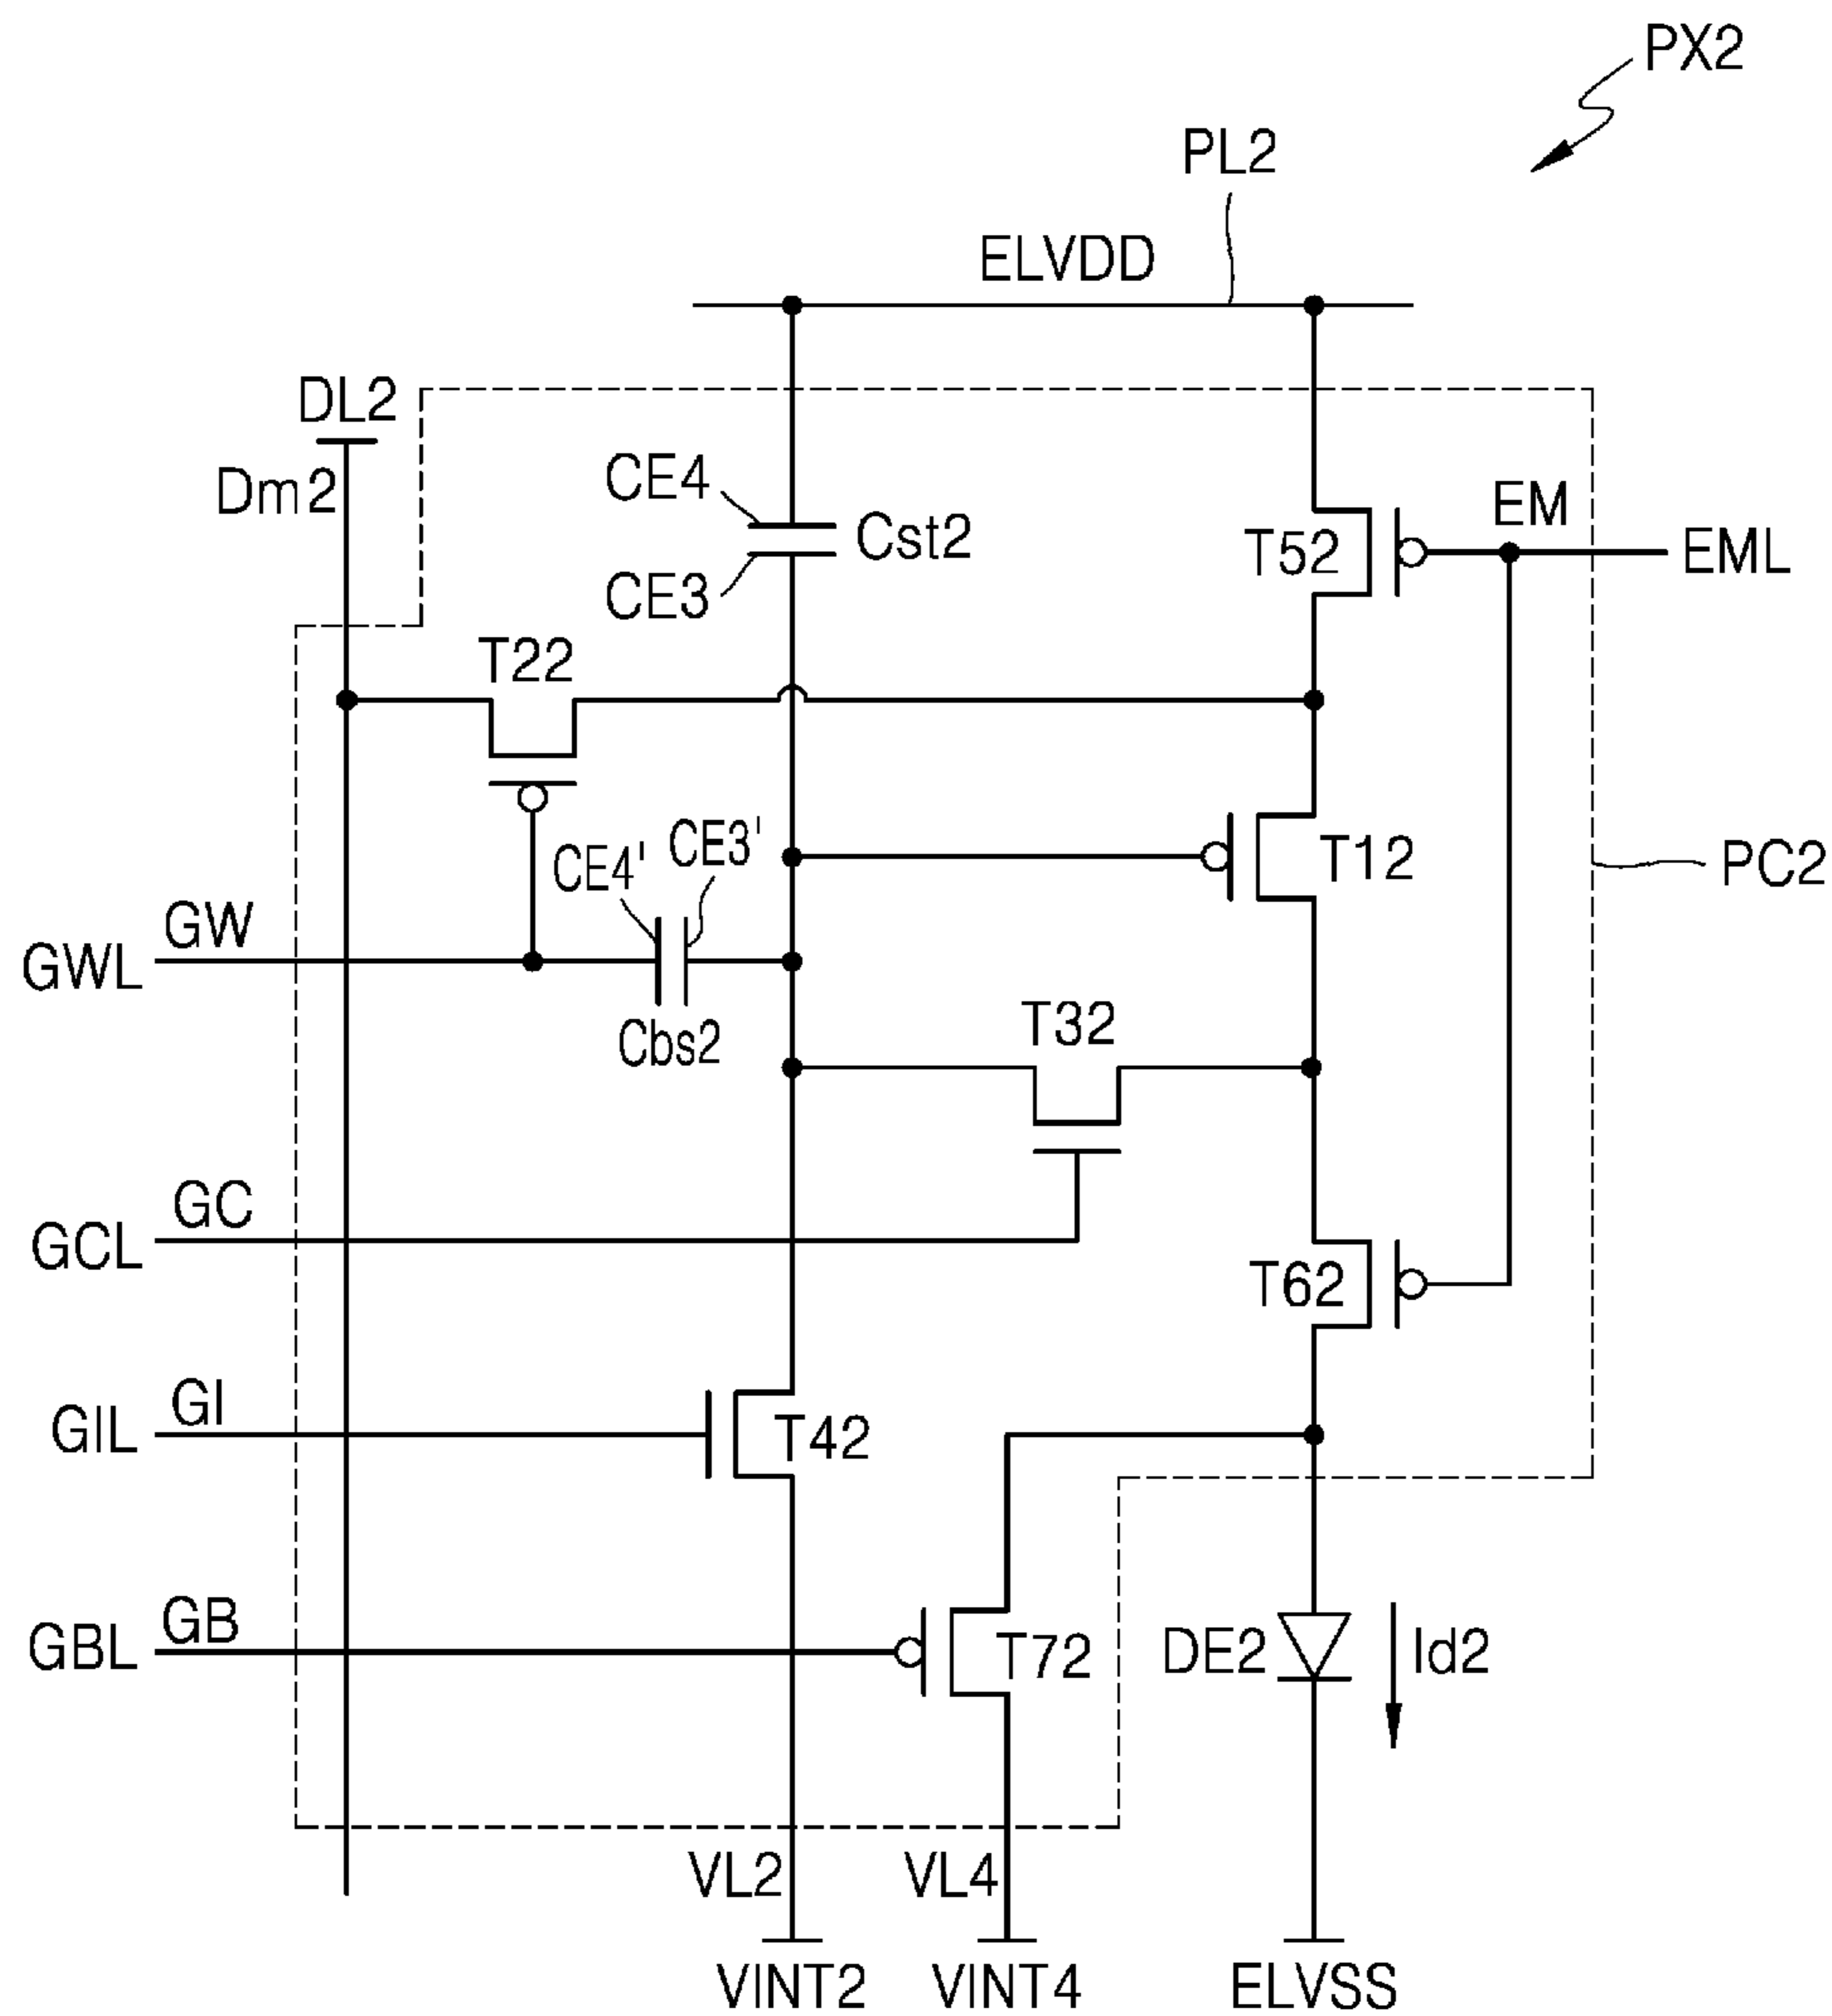 PX2
PL2
ELVDD
DL2
Dm2
CE4
Cst2
CE3
EM
T52
EML
T22
CE3'
CE4'
T12
PC2
GW
GWL
Cbs2
T32
GC
GCL
T62
GI
GIL
T42
GB
GBL
T72
DE2
Id2
VL2
VL4
VINT2
VINT4
ELVSS